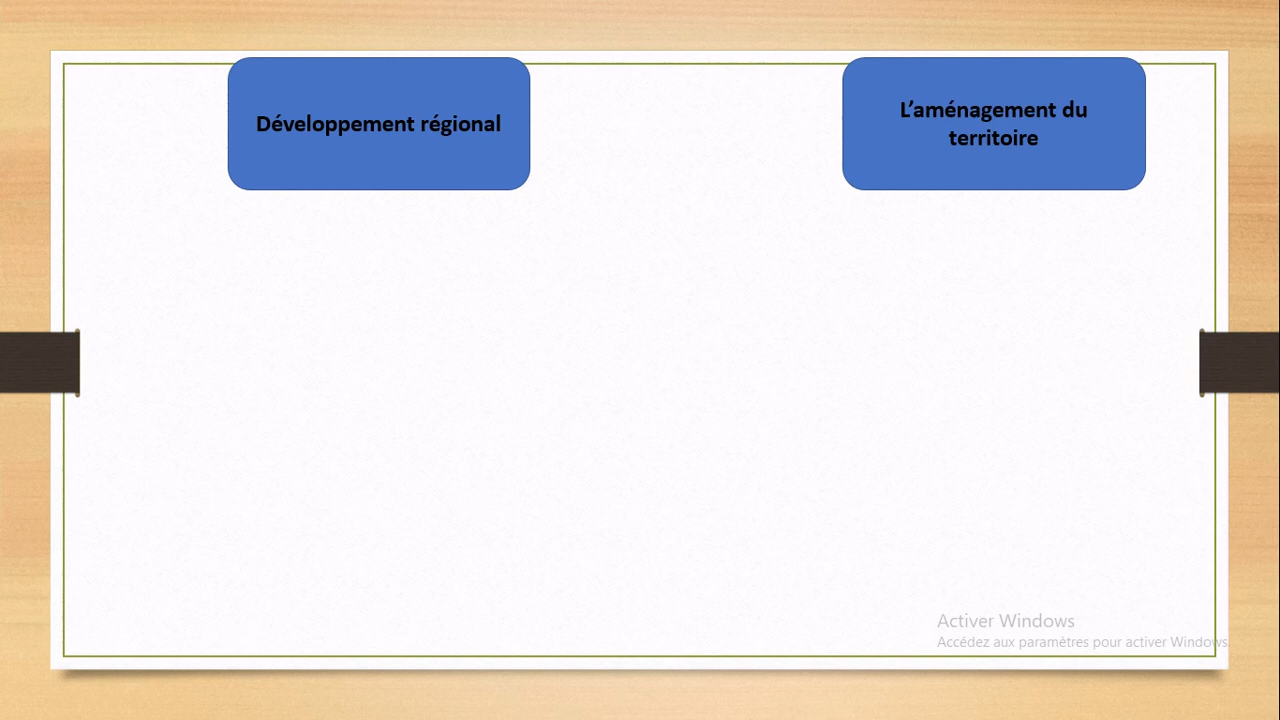 Développement régional
L’aménagement du
territoire
Activer Windows
Accédez aux paramètres pour activer Windows.